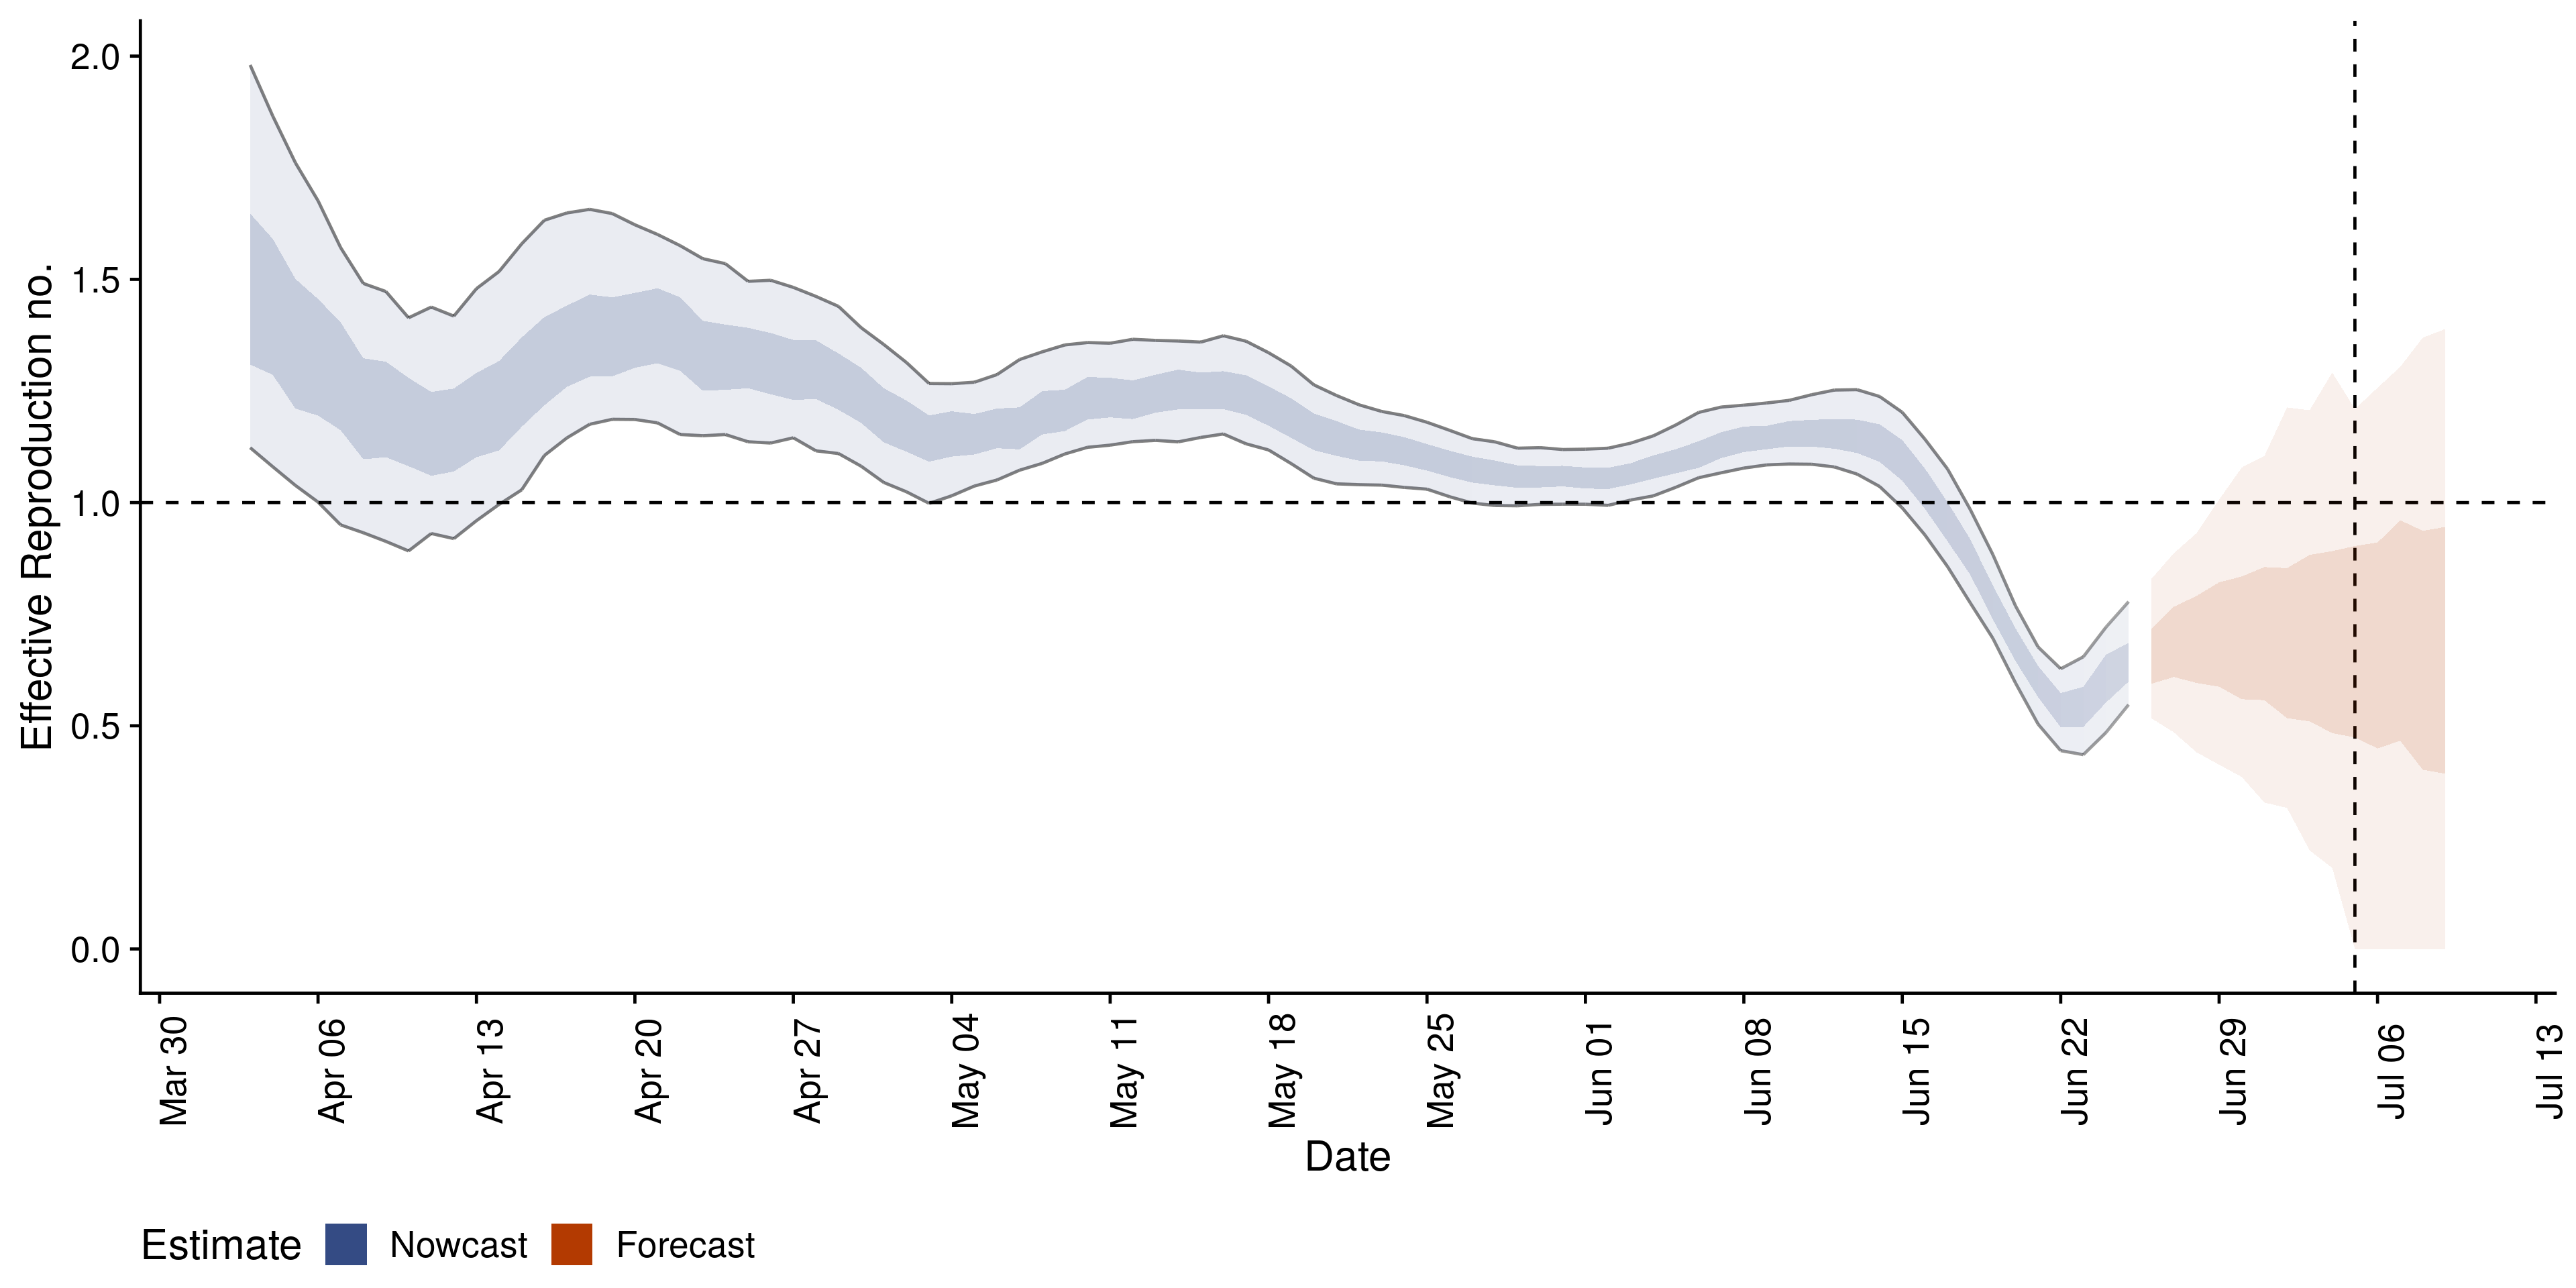 Effective Reproduction no.
2.0
1.5
1.0
0.5
0.0
Mar 30
Apr 06
Apr 13
Apr 20
Apr 27
May 04
May 11
May 18
May 25
Jun 01
Jun 08
Jun 15
Jun 22
Jun 29
Jul 06
Jul 13
Date
Estimate Nowcast Forecast